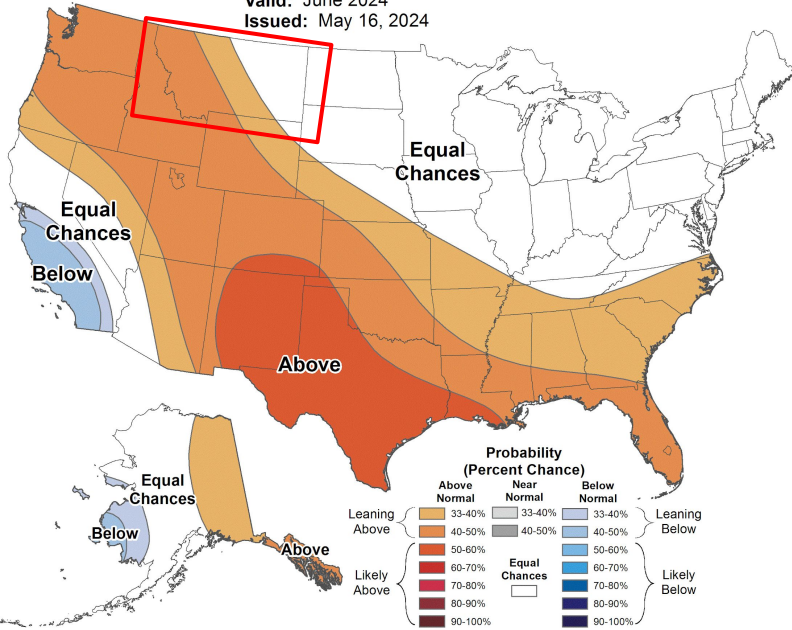 Valid: June 2024
Issued: May 16, 2024
Equal
Chances
Equal
Chances
Below
Above
Equal
Chances
Below
Above
Probability
(Percent Chance)
Above
Normal
Near
Normal
Below
Normal
Leaning
Above
33-40%
40-50%
33-40%
40-50%
33-40%
40-50%
Leaning
Below
Likely
Above
50-60%
60-70%
70-80%
80-90%
90-100%
Equal
Chances
50-60%
60-70%
70-80%
80-90%
90-100%
Likely
Below